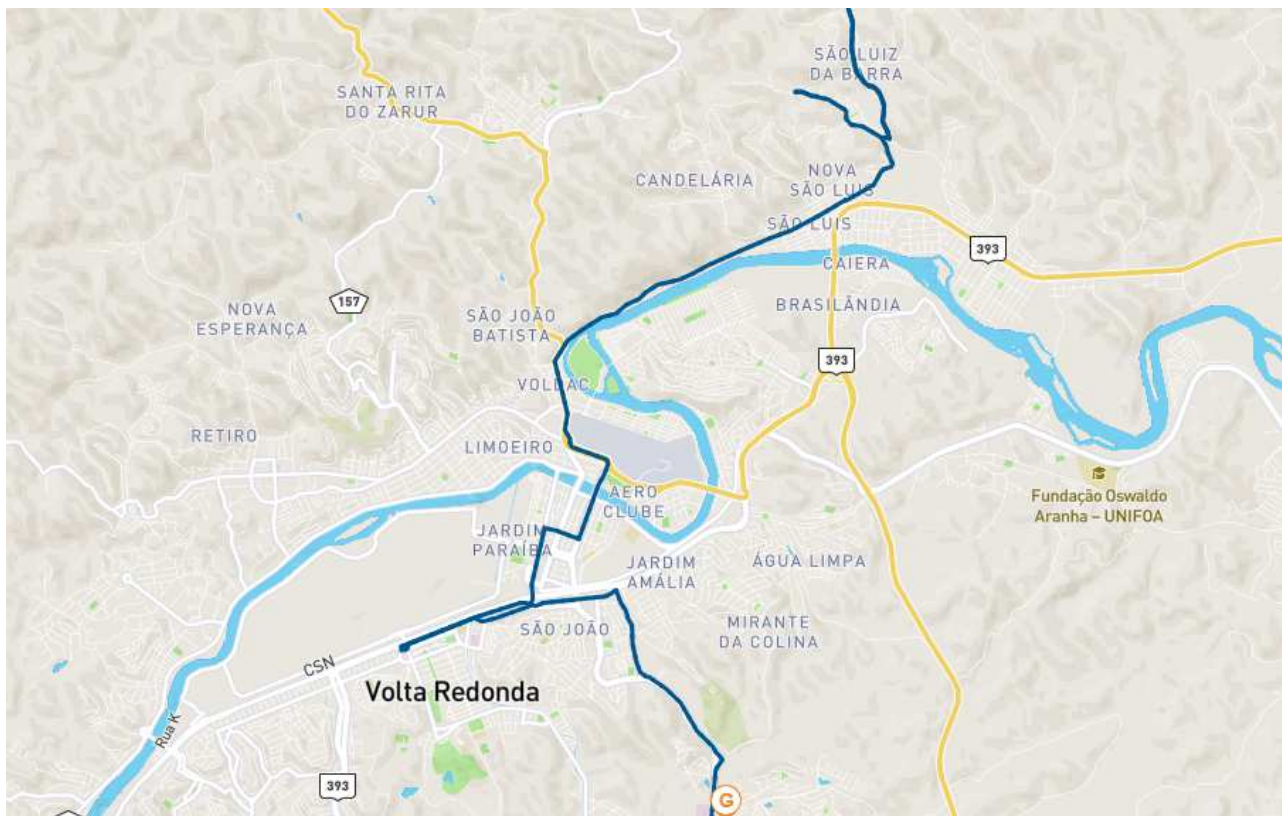 SÃO LUIZ
DA BARRA
SANTA RITA
DO ZARUR
CANDELÁRIA
NOVA
SÃO LUIS
SÃO LUIS
393
CAIERA
157
NOVA
ESPERANÇA
BRASILÂNDIA
SÃO JOÃO
BATISTA
393
VOLDAC
RETIRO
LIMOEIRO
AERO
CLUBE
Fundação Oswaldo
Aranha – UNIFOA
JARDIM
PARAÍBA
JARDIM
AMÁLIA
ÁGUA LIMPA
SÃO JOÃO
MIRANTE
DA COLINA
CSN
Volta Redonda
Rua K
393
G